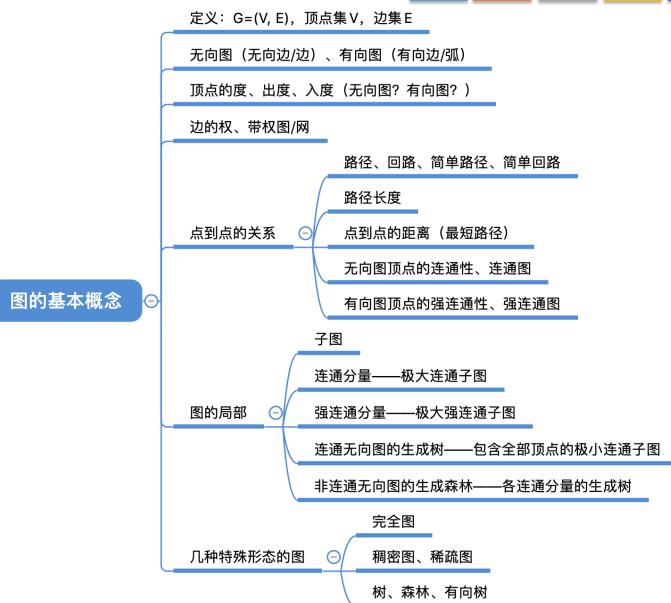 定义：G=(V, E)，顶点集 V，边集 E
无向图（无向边/边）、有向图（有向边/弧）
顶点的度、出度、入度（无向图？有向图？）
边的权、带权图/网
路径、回路、简单路径、简单回路
路径长度
点到点的关系
点到点的距离（最短路径）
无向图顶点的连通性、连通图
图的基本概念
有向图顶点的强连通性、强连通图
子图
连通分量——极大连通子图
图的局部
强连通分量——极大强连通子图
连通无向图的生成树——包含全部顶点的极小连通子图
非连通无向图的生成森林——各连通分量的生成树
完全图
几种特殊形态的图
稠密图、稀疏图
树、森林、有向树